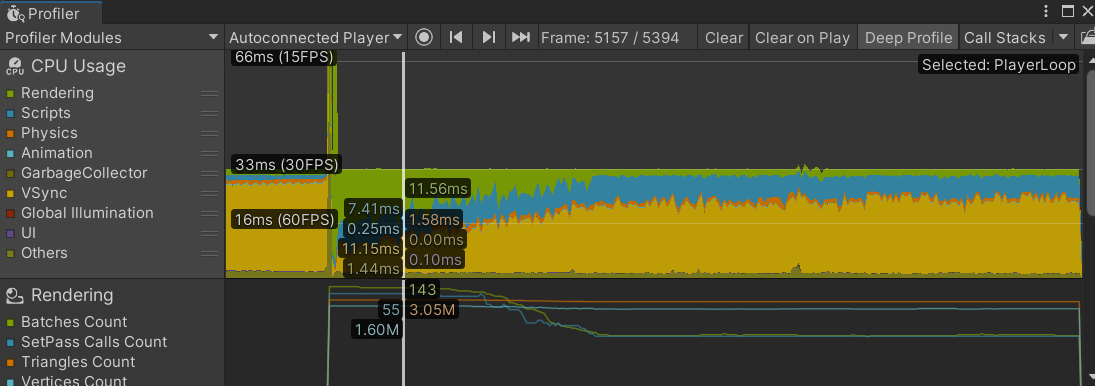 Profiler
Profiler Modules Autoconnected Player Frame: 5157 / 5394 Clear Clear on Play Deep Profile Call Stacks
CPU Usage
Rendering
Scripts
Physics
Animation
GarbageCollector
VSync
Global Illumination
UI
Others
66ms (15FPS)
Selected: PlayerLoop
33ms (30FPS)
16ms (60FPS)
11.56ms
7.41ms
1.58ms
0.25ms
0.00ms
11.15ms
0.10ms
1.44ms
Rendering
Batches Count
SetPass Calls Count
Triangles Count
Vertices Count
143
55
3.05M
1.60M